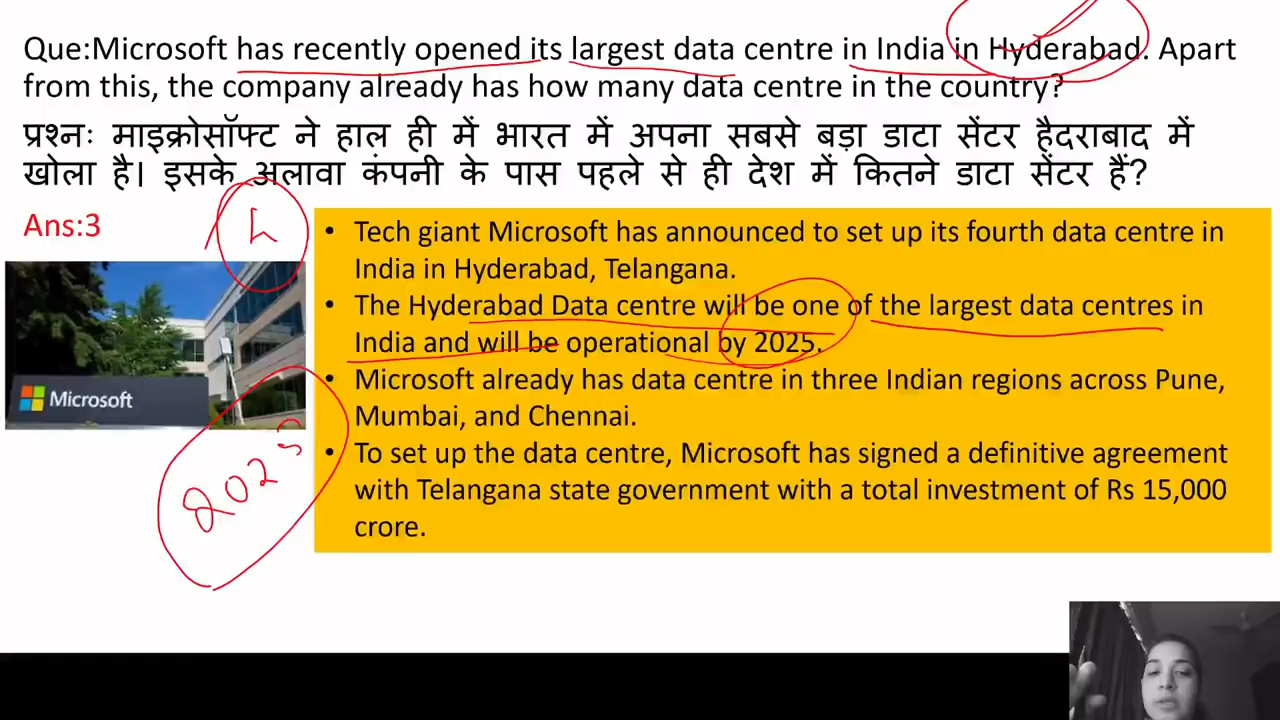 Que:Microsoft has recently opened its largest data centre in India in Hyderabad. Apart
from this, the company already has how many data centre in the country?
प्रश्नः माइक्रोसॉफ्ट ने हाल ही में भारत में अपना सबसे बड़ा डाटा सेंटर हैदराबाद में
खोला है। इसके अलावा कंपनी के पास पहले से ही देश में कितने डाटा सेंटर हैं?
Ans:3
• Tech giant Microsoft has announced to set up its fourth data centre in
India in Hyderabad, Telangana.
• The Hyderabad Data centre will be one of the largest data centres in
India and will be operational by 2025.
• Microsoft already has data centre in three Indian regions across Pune,
Mumbai, and Chennai.
• To set up the data centre, Microsoft has signed a definitive agreement
with Telangana state government with a total investment of Rs 15,000
crore.
Microsoft